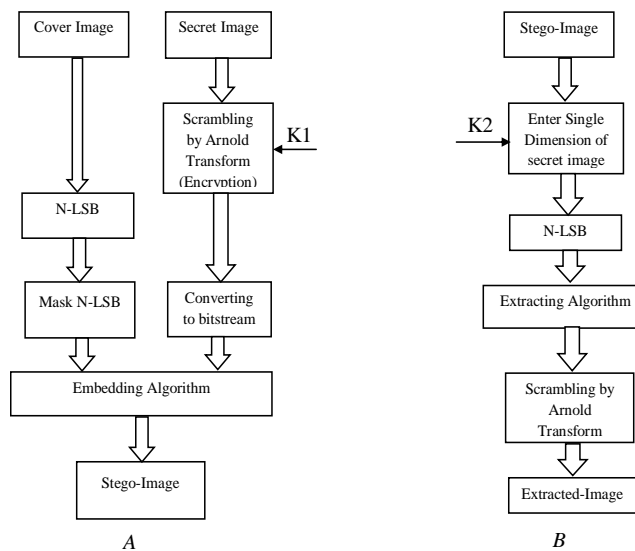 Cover Image
Secret Image
Scrambling
by Arnold
Transform
(Encryption)
K1
N-LSB
Mask N-LSB
Converting
to bitstream
Embedding Algorithm
Stego-Image
A
Stego-Image
K2
Enter Single
Dimension of
secret image
N-LSB
Extracting Algorithm
Scrambling by
Arnold
Transform
Extracted-Image
B